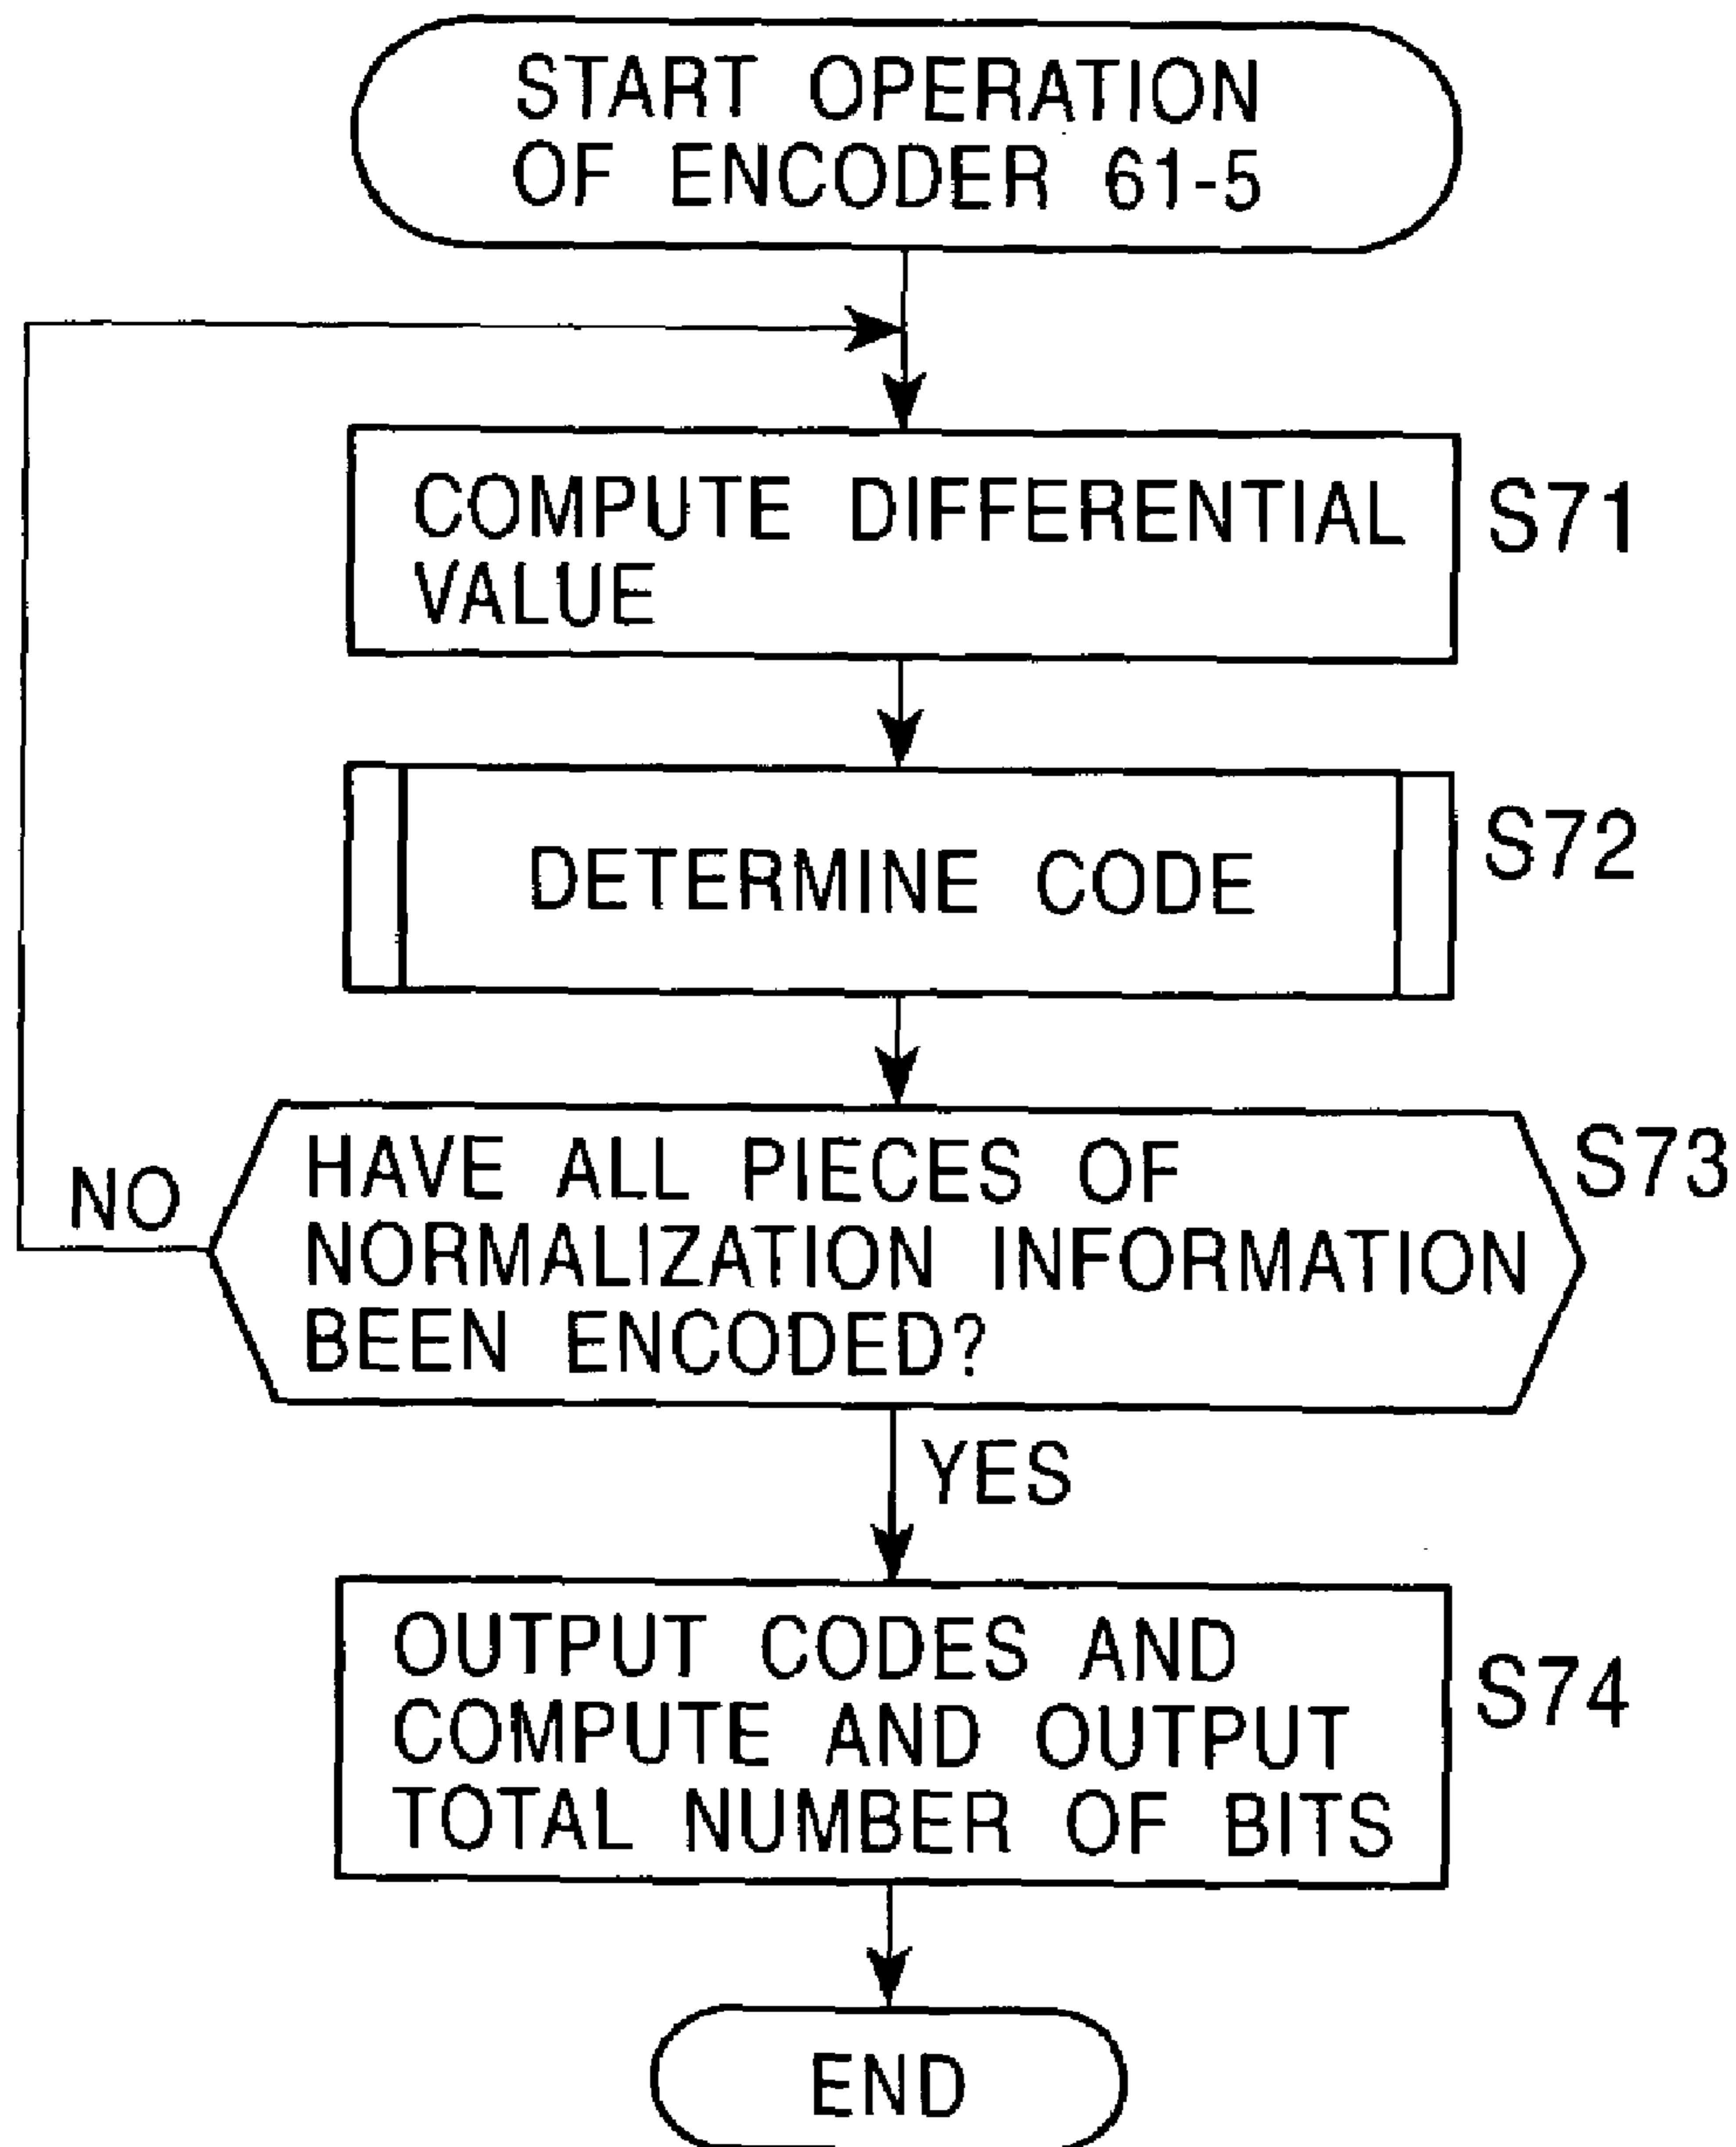 START OPERATION
OF ENCODER 61-5
COMPUTE DIFFERENTIAL
VALUE
S71
DETERMINE CODE
S72
HAVE ALL PIECES OF
NORMALIZATION INFORMATION
BEEN ENCODED?
S73
NO
YES
OUTPUT CODES AND
COMPUTE AND OUTPUT
TOTAL NUMBER OF BITS
S74
END